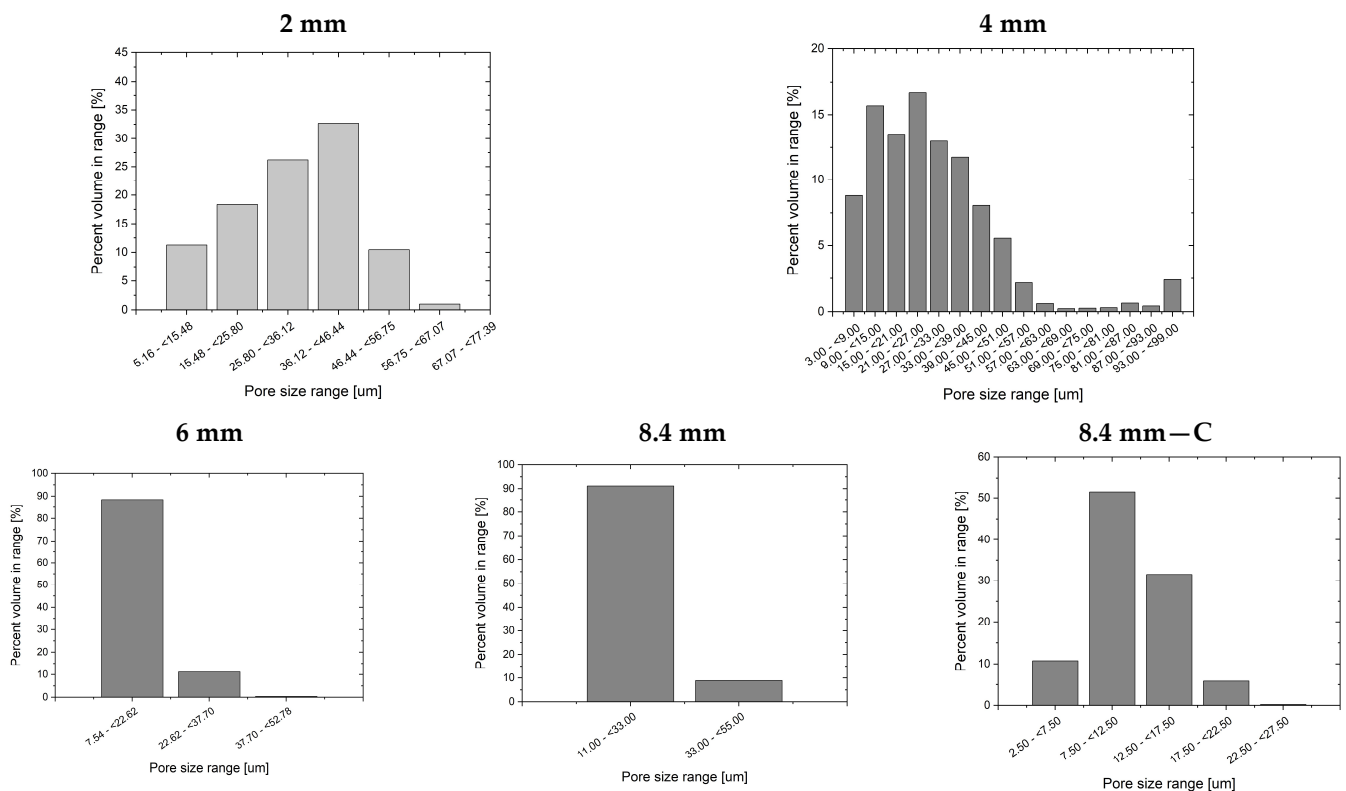 2 mm
Percent volume in range [%]
45
40
35
30
25
20
15
10
5
0
5.16 - <15.48
15.48 - <25.80
25.80 - <36.12
36.12 - <46.44
46.44 - <56.75
56.75 - <67.07
67.07 - <77.39
Pore size range [um]
4 mm
Percent volume in range [%]
20
15
10
5
0
3.00 - <9.00
9.00 - <15.00
15.00 - <21.00
21.00 - <27.00
27.00 - <33.00
33.00 - <39.00
39.00 - <45.00
45.00 - <51.00
51.00 - <57.00
57.00 - <63.00
63.00 - <69.00
69.00 - <75.00
75.00 - <81.00
81.00 - <87.00
87.00 - <93.00
93.00 - <99.00
Pore size range [um]
6 mm
Percent volume in range [%]
100
90
80
70
60
50
40
30
20
10
0
7.54 - <22.62
22.62 - <37.70
37.70 - <52.78
Pore size range [um]
8.4 mm
Percent volume in range [%]
100
90
80
70
60
50
40
30
20
10
0
11.00 - <33.00
33.00 - <55.00
Pore size range [um]
8.4 mm—C
Percent volume in range [%]
60
50
40
30
20
10
0
2.50 - <7.50
7.50 - <12.50
12.50 - <17.50
17.50 - <22.50
22.50 - <27.50
Pore size range [um]